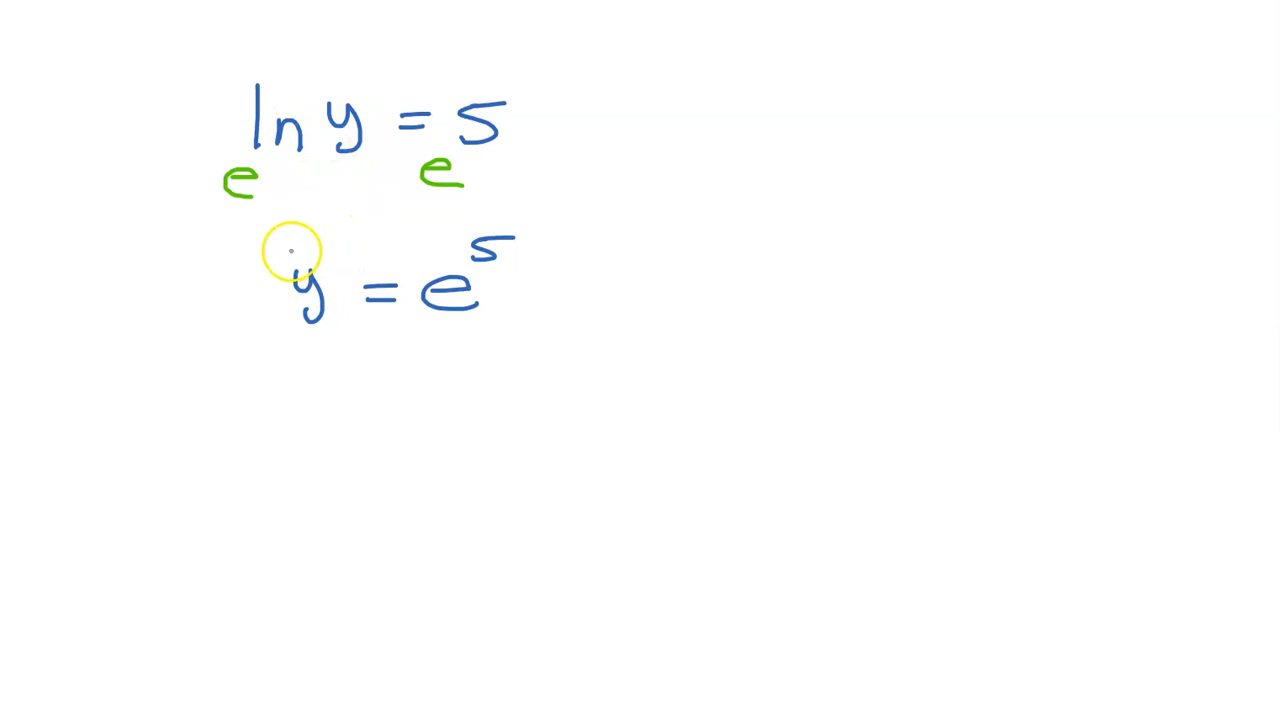 ln y = 5
e e
y = e⁵